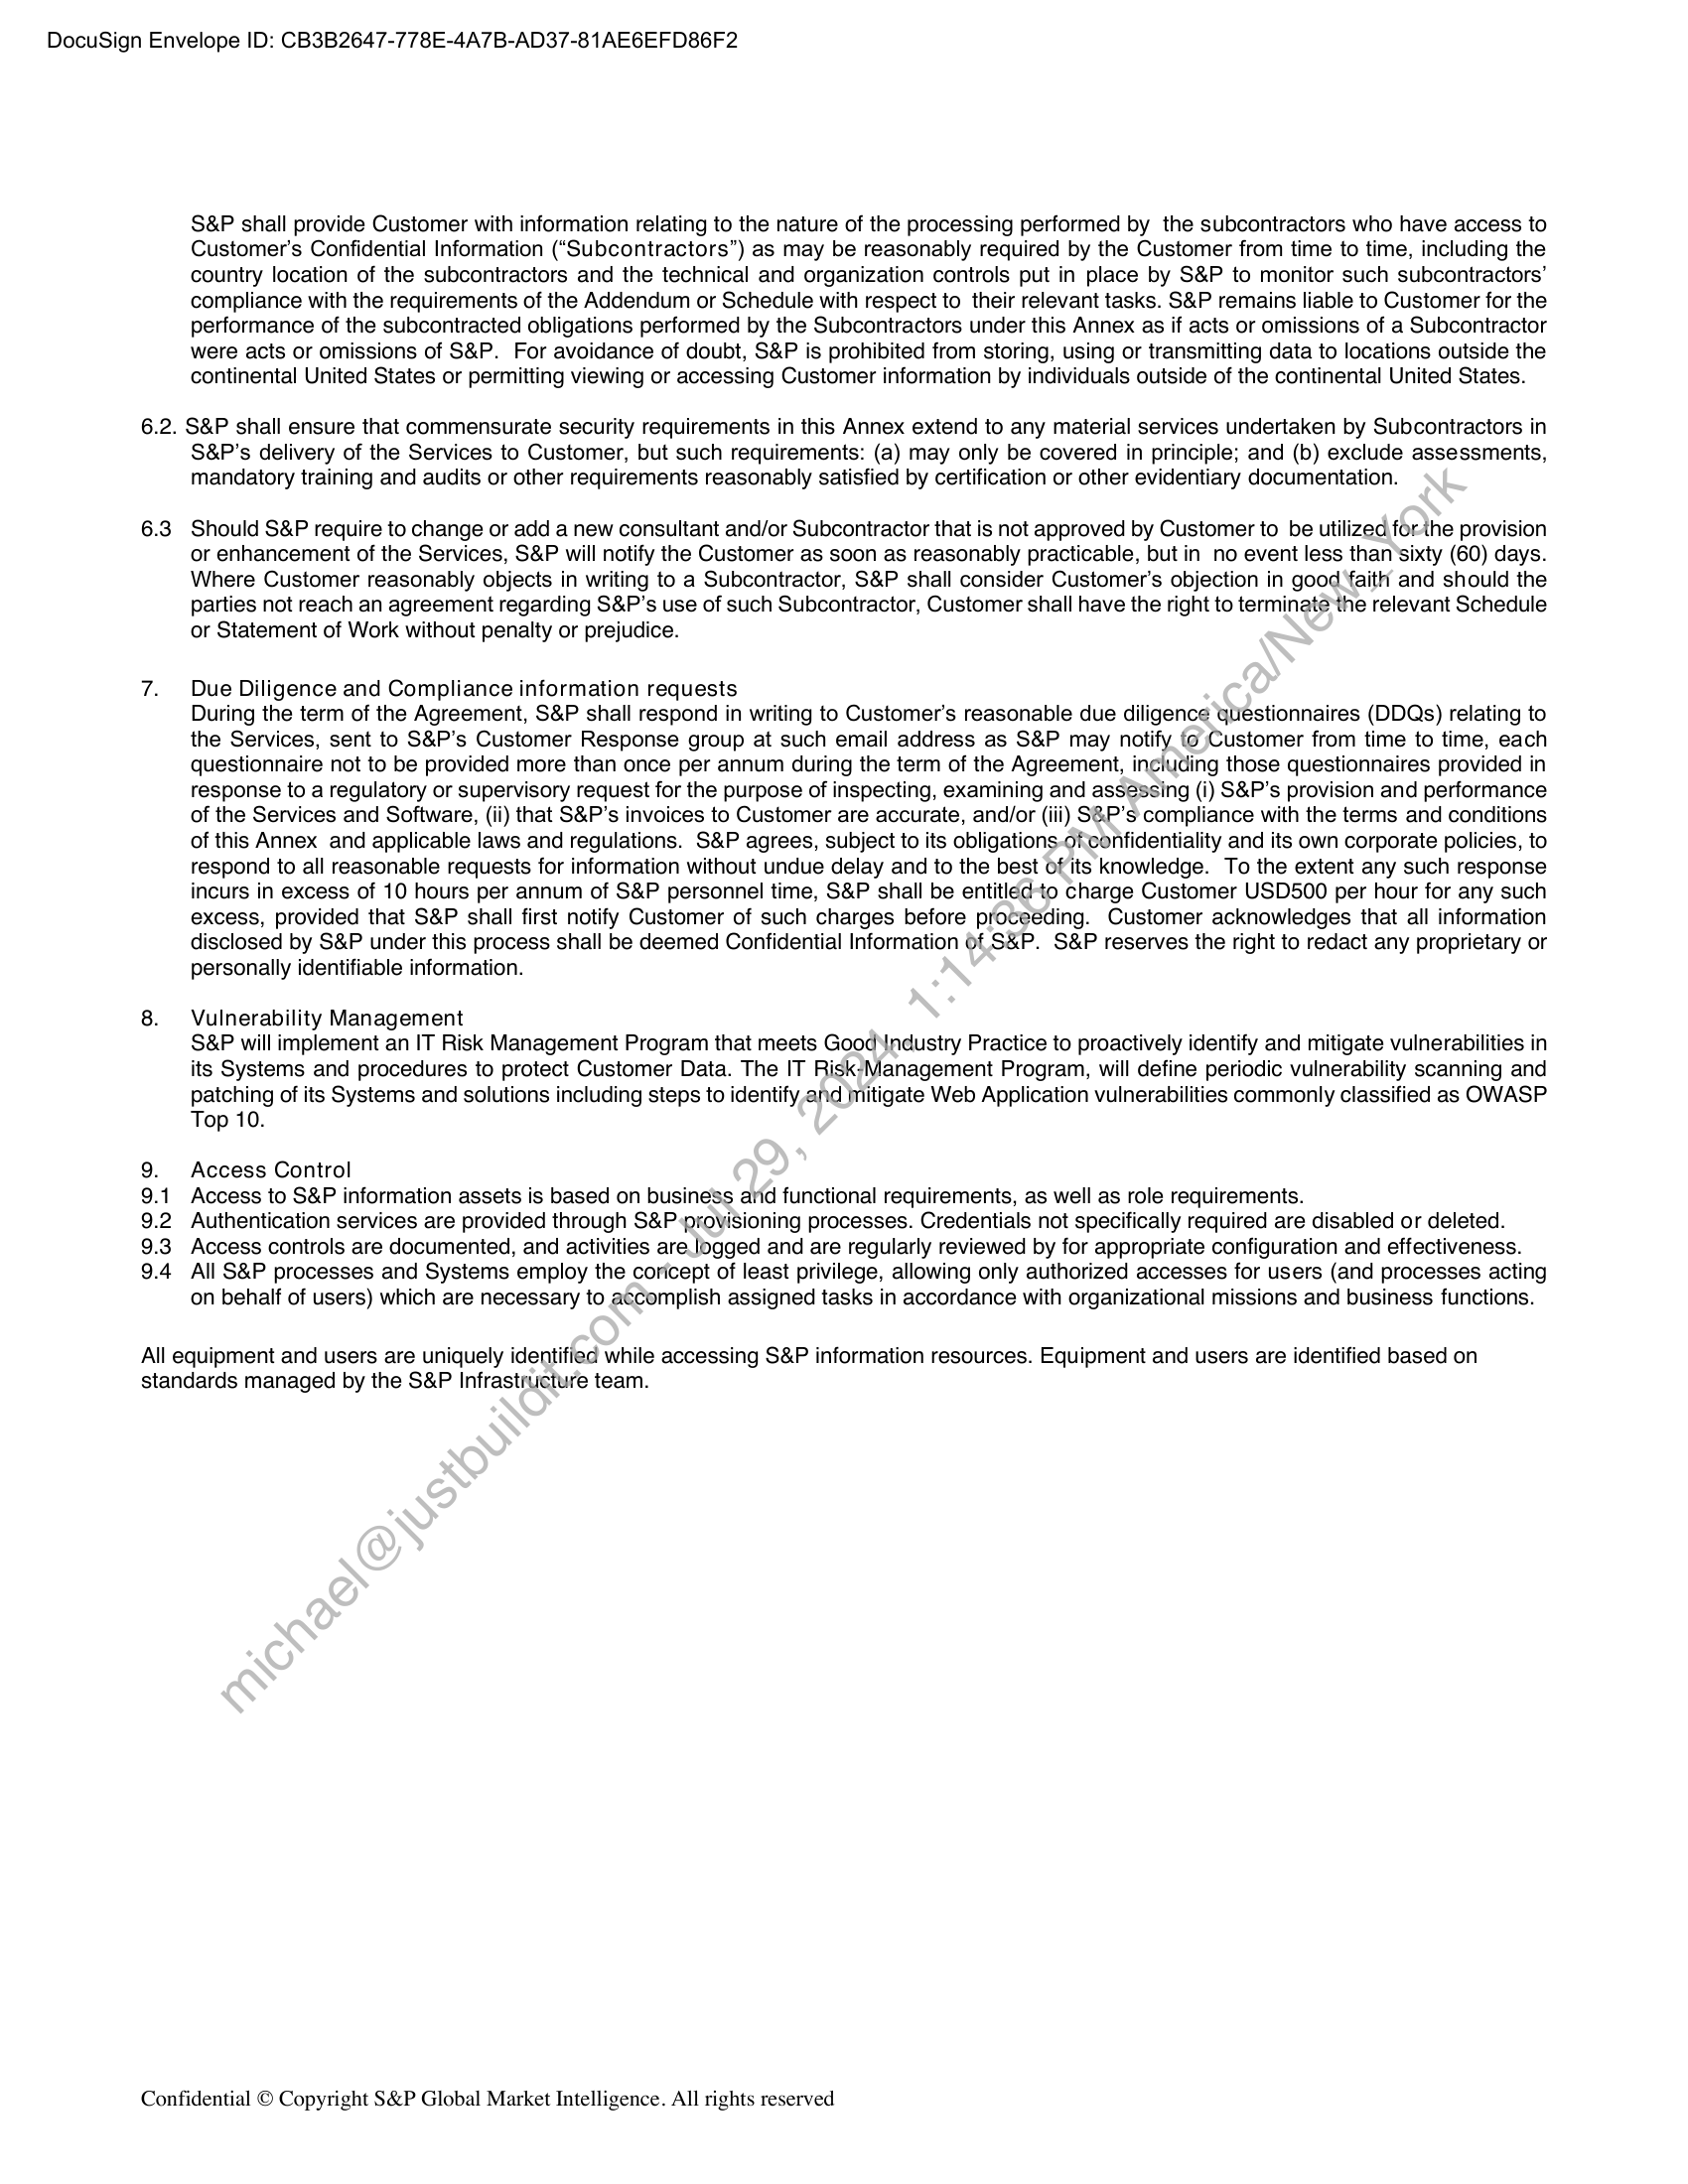 DocuSign Envelope ID: CB3B2647-778E-4A7B-AD37-81AE6EFD86F2
S&P shall provide Customer with information relating to the nature of the processing performed by the subcontractors who have access to
Customer’s Confidential Information (“Subcontractors”) as may be reasonably required by the Customer from time to time, including the
country location of the subcontractors and the technical and organization controls put in place by S&P to monitor such subcontractors’
compliance with the requirements of the Addendum or Schedule with respect to their relevant tasks. S&P remains liable to Customer for the
performance of the subcontracted obligations performed by the Subcontractors under this Annex as if acts or omissions of a Subcontractor
were acts or omissions of S&P. For avoidance of doubt, S&P is prohibited from storing, using or transmitting data to locations outside the
continental United States or permitting viewing or accessing Customer information by individuals outside of the continental United States.
6.2. S&P shall ensure that commensurate security requirements in this Annex extend to any material services undertaken by Subcontractors in
S&P’s delivery of the Services to Customer, but such requirements: (a) may only be covered in principle; and (b) exclude assessments,
mandatory training and audits or other requirements reasonably satisfied by certification or other evidentiary documentation.
6.3 Should S&P require to change or add a new consultant and/or Subcontractor that is not approved by Customer to be utilized for the provision
or enhancement of the Services, S&P will notify the Customer as soon as reasonably practicable, but in no event less than sixty (60) days.
Where Customer reasonably objects in writing to a Subcontractor, S&P shall consider Customer’s objection in good faith and should the
parties not reach an agreement regarding S&P’s use of such Subcontractor, Customer shall have the right to terminate the relevant Schedule
or Statement of Work without penalty or prejudice.
7. Due Diligence and Compliance information requests
During the term of the Agreement, S&P shall respond in writing to Customer’s reasonable due diligence questionnaires (DDQs) relating to
the Services, sent to S&P’s Customer Response group at such email address as S&P may notify to Customer from time to time, each
questionnaire not to be provided more than once per annum during the term of the Agreement, including those questionnaires provided in
response to a regulatory or supervisory request for the purpose of inspecting, examining and assessing (i) S&P’s provision and performance
of the Services and Software, (ii) that S&P’s invoices to Customer are accurate, and/or (iii) S&P’s compliance with the terms and conditions
of this Annex and applicable laws and regulations. S&P agrees, subject to its obligations of confidentiality and its own corporate policies, to
respond to all reasonable requests for information without undue delay and to the best of its knowledge. To the extent any such response
incurs in excess of 10 hours per annum of S&P personnel time, S&P shall be entitled to charge Customer USD500 per hour for any such
excess, provided that S&P shall first notify Customer of such charges before proceeding. Customer acknowledges that all information
disclosed by S&P under this process shall be deemed Confidential Information of S&P. S&P reserves the right to redact any proprietary or
personally identifiable information.
8. Vulnerability Management
S&P will implement an IT Risk Management Program that meets Good Industry Practice to proactively identify and mitigate vulnerabilities in
its Systems and procedures to protect Customer Data. The IT Risk-Management Program, will define periodic vulnerability scanning and
patching of its Systems and solutions including steps to identify and mitigate Web Application vulnerabilities commonly classified as OWASP
Top 10.
9. Access Control
9.1 Access to S&P information assets is based on business and functional requirements, as well as role requirements.
9.2 Authentication services are provided through S&P provisioning processes. Credentials not specifically required are disabled or deleted.
9.3 Access controls are documented, and activities are logged and are regularly reviewed by for appropriate configuration and effectiveness.
9.4 All S&P processes and Systems employ the concept of least privilege, allowing only authorized accesses for users (and processes acting
on behalf of users) which are necessary to accomplish assigned tasks in accordance with organizational missions and business functions.
All equipment and users are uniquely identified while accessing S&P information resources. Equipment and users are identified based on
standards managed by the S&P Infrastructure team.
michael@justbuildit.com - Jul 29, 2024, 1:14:36 PM America/New_York
Confidential © Copyright S&P Global Market Intelligence. All rights reserved